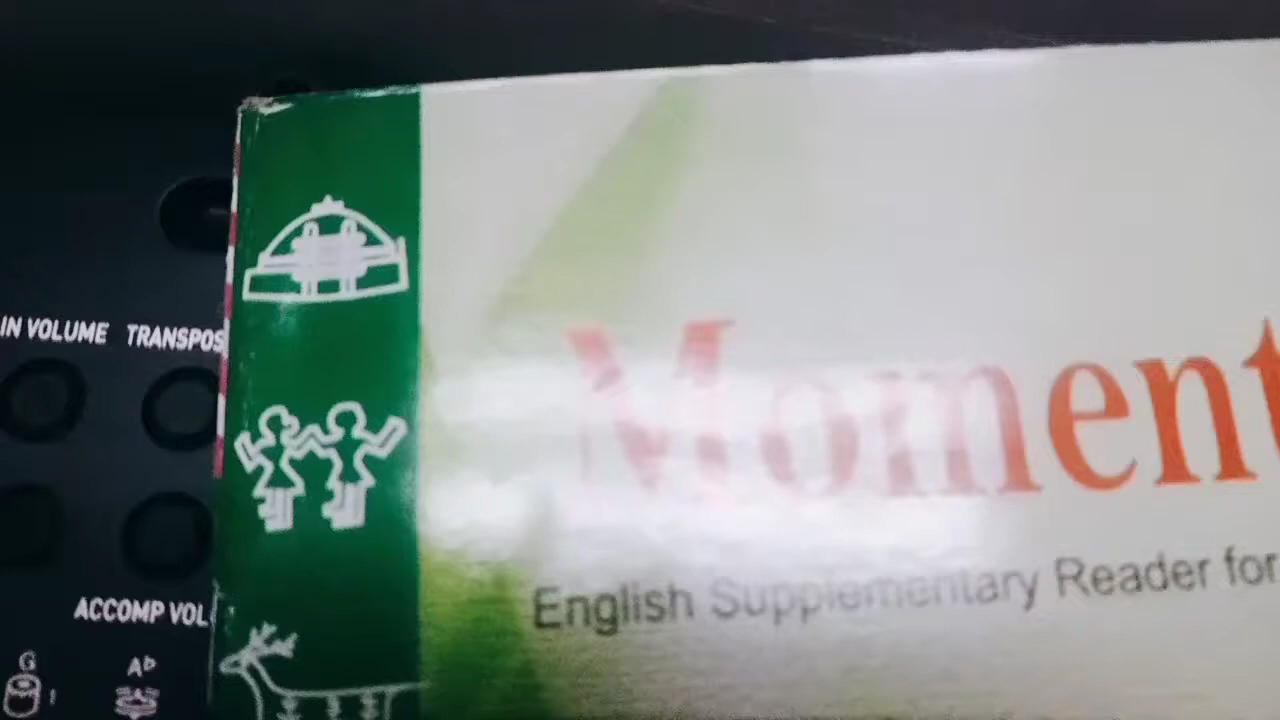 IN VOLUME TRANSPOS
Moment
English Supplementary Reader for
ACCOMP VOL
G
A♭